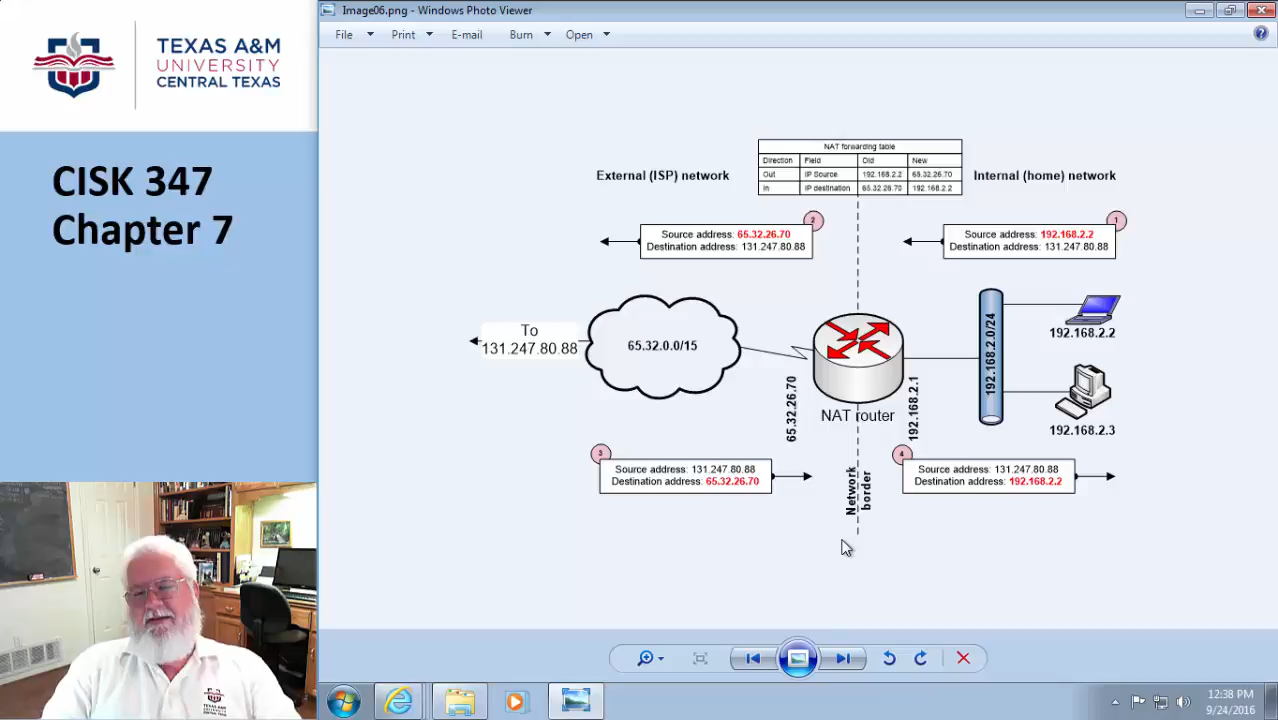 TEXAS A&M
UNIVERSITY
CENTRAL TEXAS
CISK 347
Chapter 7
Image06.png - Windows Photo Viewer
File Print E-mail Burn Open
NAT forwarding table
Direction Field Old New
Out IP Source 192.168.2.2 65.32.26.70
In IP destination 65.32.26.70 192.168.2.2
External (ISP) network
Internal (home) network
2
Source address: 65.32.26.70
Destination address: 131.247.80.88
1
Source address: 192.168.2.2
Destination address: 131.247.80.88
To
131.247.80.88
65.32.0.0/15
65.32.26.70
NAT router
192.168.2.1
192.168.2.0/24
192.168.2.2
192.168.2.3
3
Source address: 131.247.80.88
Destination address: 65.32.26.70
Network
border
4
Source address: 131.247.80.88
Destination address: 192.168.2.2
12:38 PM
9/24/2016